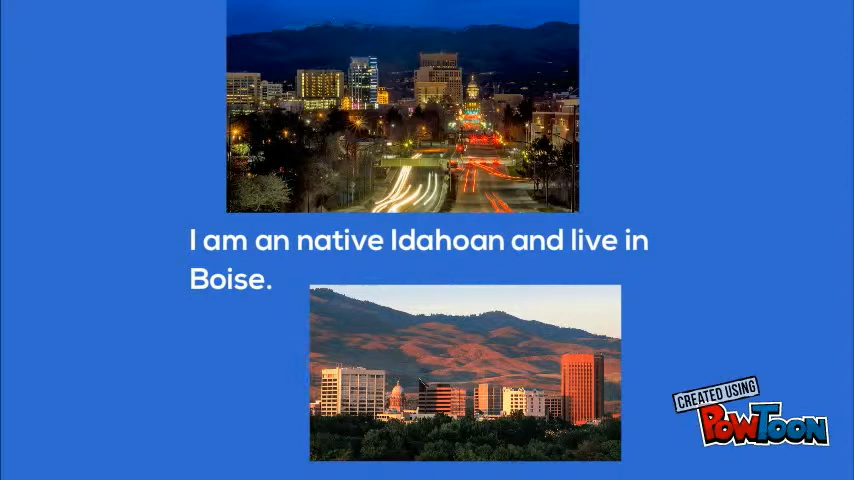 I am an native Idahoan and live in
Boise.
CREATED USING
POWTOON